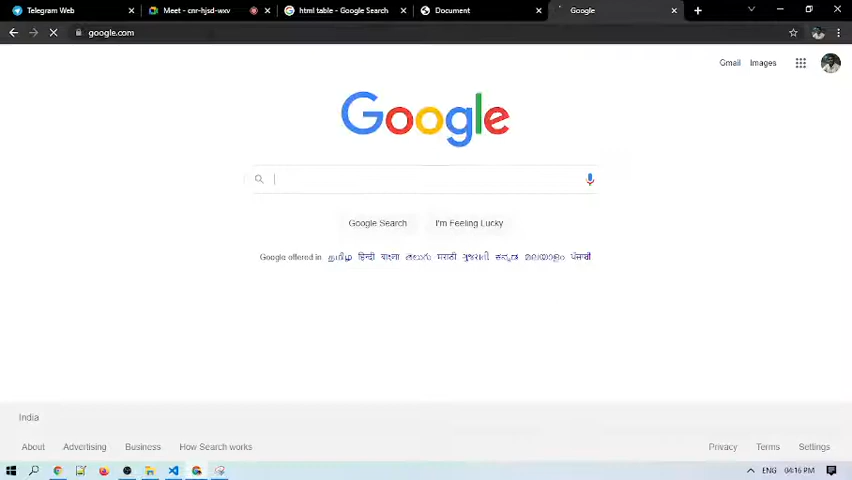 Telegram Web
Meet - cnr-hjsd-wxv
html table - Google Search
Document
Google
google.com
Gmail Images
Google
Google Search I'm Feeling Lucky
Google offered in தமிழ் हिन्दी বাংলা తెలుగు मराठी ગુજરાતી ಕನ್ನಡ മലയാളം ਪੰਜਾਬੀ
India
About Advertising Business How Search works Privacy Terms Settings
ENG 04:16 PM